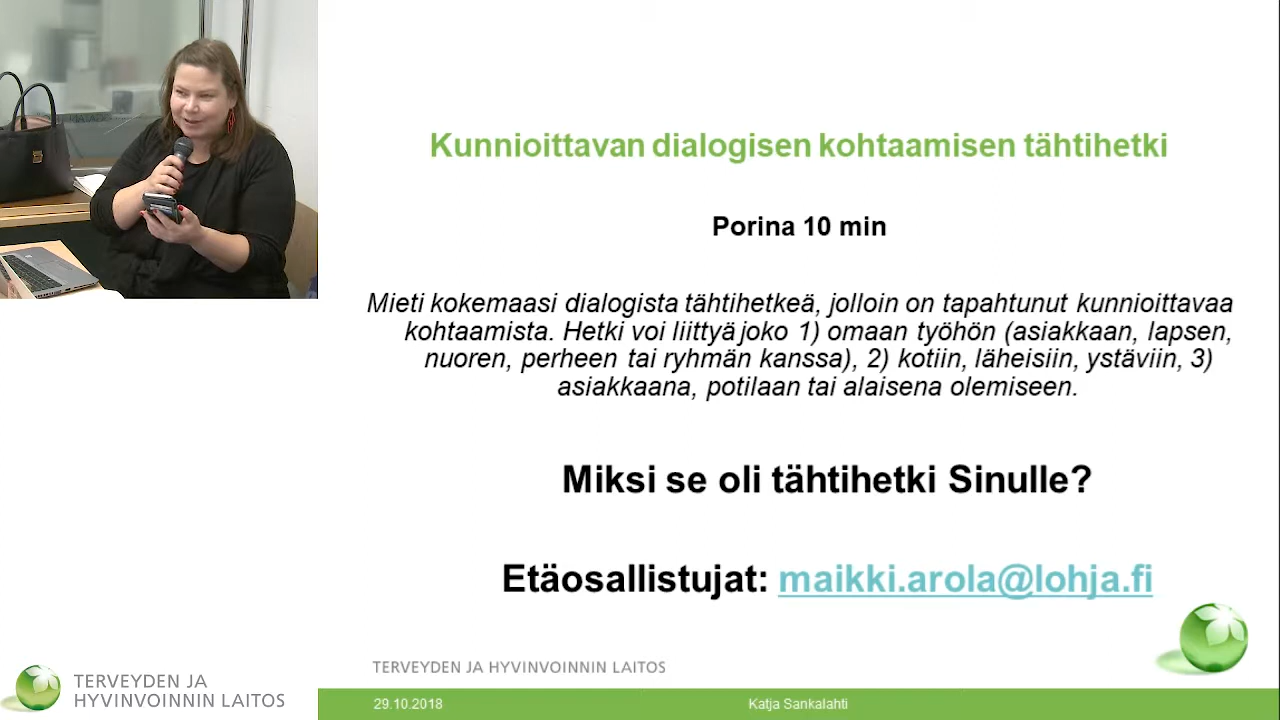 Kunnioittavan dialogisen kohtaamisen tähtihetki
Porina 10 min
Mieti kokemaasi dialogista tähtihetkeä, jolloin on tapahtunut kunnioittavaa
kohtaamista. Hetki voi liittyä joko 1) omaan työhön (asiakkaan, lapsen,
nuoren, perheen tai ryhmän kanssa), 2) kotiin, läheisiin, ystäviin, 3)
asiakkaana, potilaan tai alaisena olemiseen.
Miksi se oli tähtihetki Sinulle?
Etäosallistujat: maikki.arola@lohja.fi
TERVEYDEN JA HYVINVOINNIN LAITOS
29.10.2018 Katja Sankalahti
TERVEYDEN JA
HYVINVOINNIN LAITOS